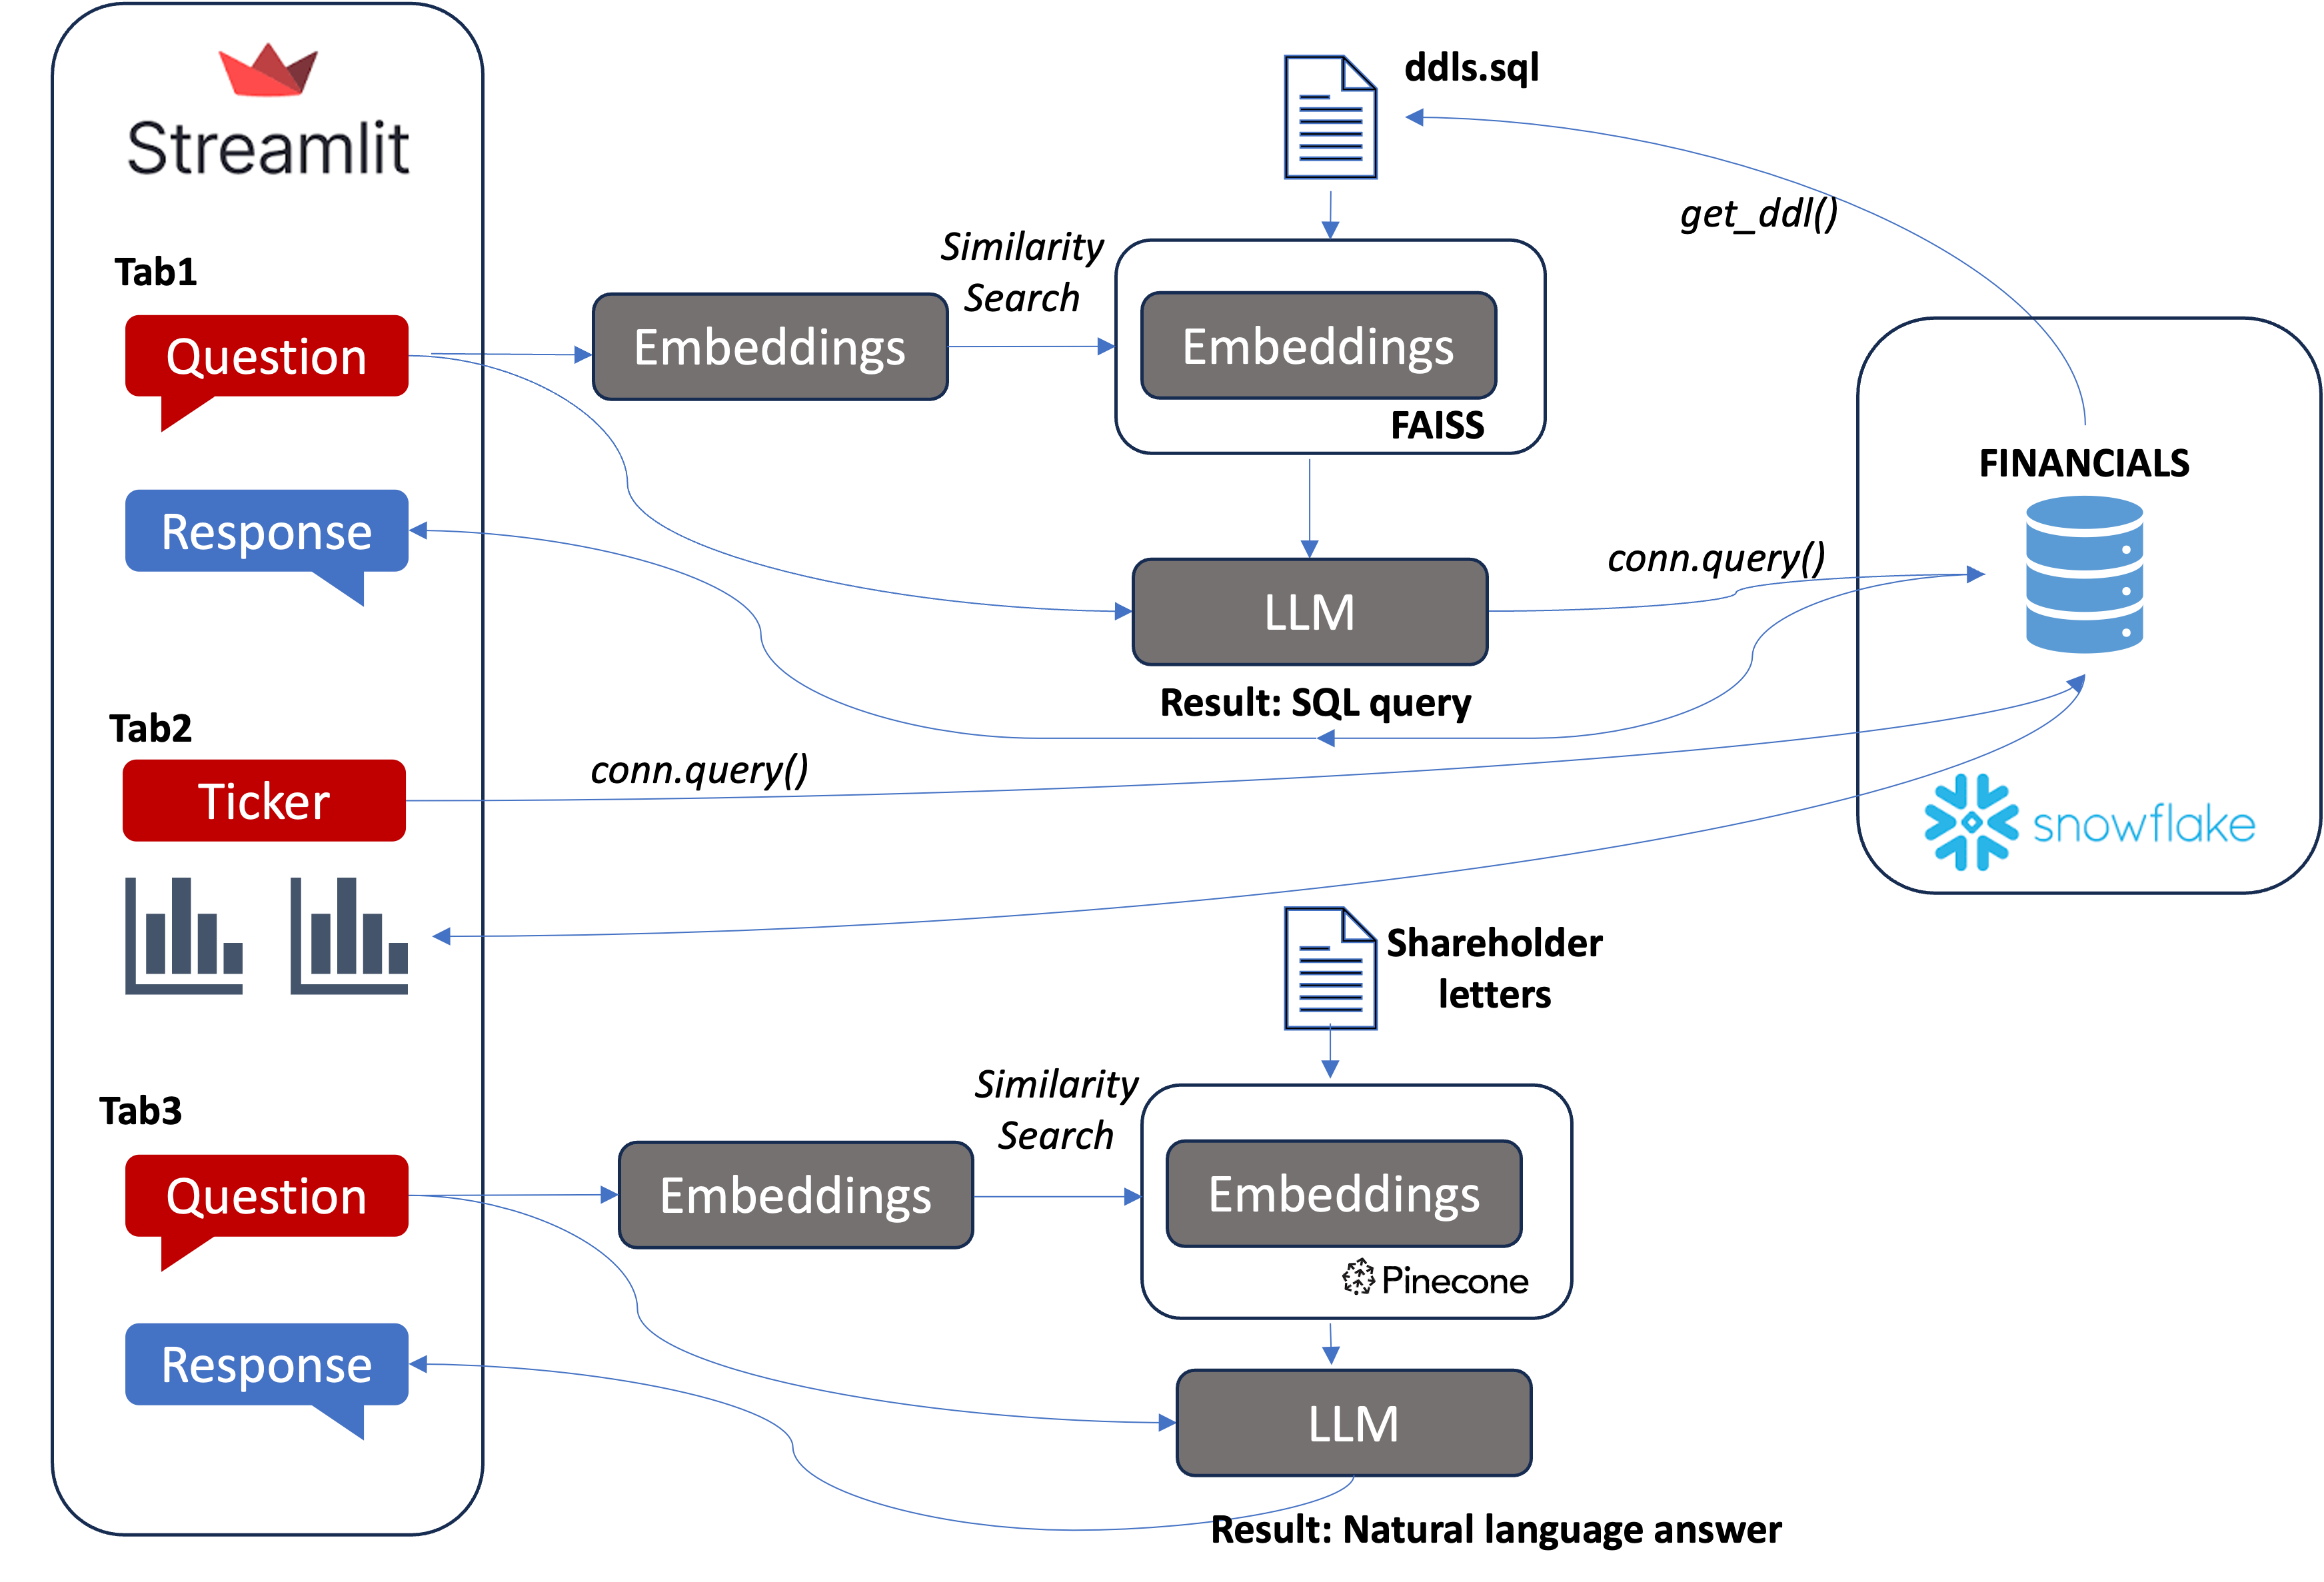 Streamlit
ddls.sql
get_ddl()
Tab1
Similarity
Search
Question
Embeddings
Embeddings
FAISS
FINANCIALS
Response
conn.query()
LLM
Result: SQL query
Tab2
conn.query()
Ticker
snowflake
Shareholder
letters
Tab3
Similarity
Search
Question
Embeddings
Embeddings
Pinecone
Response
LLM
Result: Natural language answer